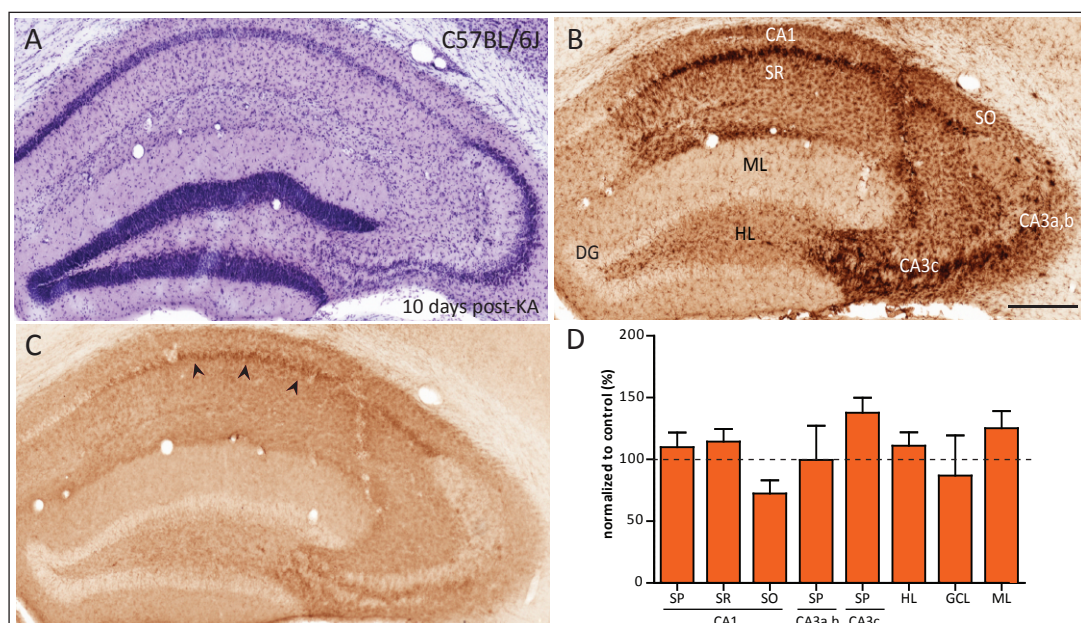 A
C57BL/6J
10 days post-KA
B
CA1
SR
SO
ML
CA3a,b
HL
DG
CA3c
C
D
normalized to control (%)
200
150
100
50
0
SP SR SO SP SP HL GCL ML
CA1 CA3a,b CA3c